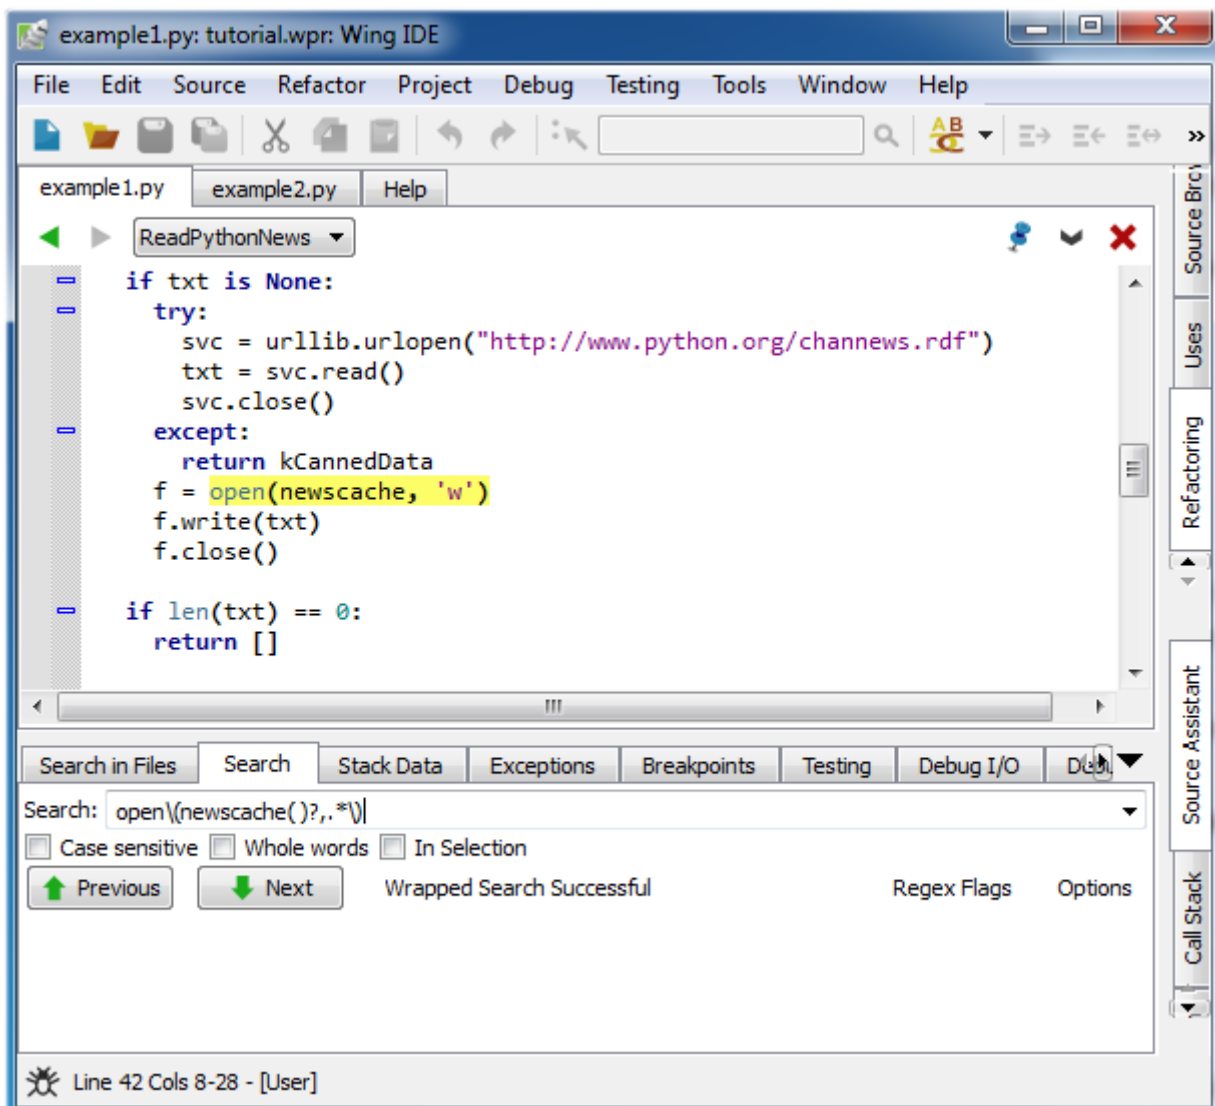 example1.py: tutorial.wpr: Wing IDE
File Edit Source Refactor Project Debug Testing Tools Window Help
example1.py example2.py Help
ReadPythonNews
if txt is None:
try:
svc = urllib.urlopen("http://www.python.org/channews.rdf")
txt = svc.read()
svc.close()
except:
return kCannedData
f = open(newscache, 'w')
f.write(txt)
f.close()
if len(txt) == 0:
return []
Source Brow
Uses
Refactoring
Source Assistant
Call Stack
Search in Files Search Stack Data Exceptions Breakpoints Testing Debug I/O
Search: open\(newscache( )?,.*\)
Case sensitive Whole words In Selection
Previous Next Wrapped Search Successful Regex Flags Options
Line 42 Cols 8-28 - [User]